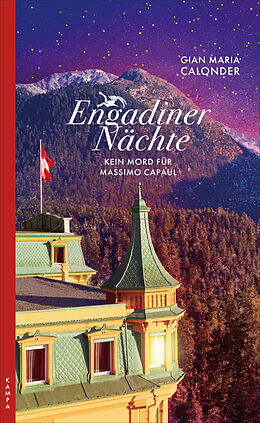 GIAN MARIA
CALONDER
Engadiner
Nächte
KEIN MORD FÜR
MASSIMO CAPAUL
KAMPA